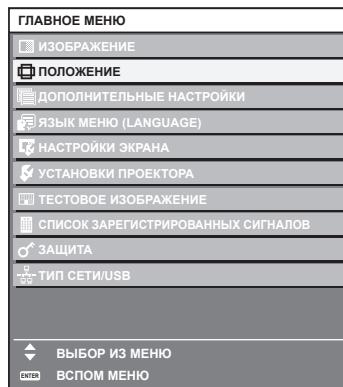 ГЛАВНОЕ МЕНЮ
ИЗОБРАЖЕНИЕ
ПОЛОЖЕНИЕ
ДОПОЛНИТЕЛЬНЫЕ НАСТРОЙКИ
ЯЗЫК МЕНЮ (LANGUAGE)
НАСТРОЙКИ ЭКРАНА
УСТАНОВКИ ПРОЕКТОРА
ТЕСТОВОЕ ИЗОБРАЖЕНИЕ
СПИСОК ЗАРЕГИСТРИРОВАННЫХ СИГНАЛОВ
ЗАЩИТА
ТИП СЕТИ/USB
ВЫБОР ИЗ МЕНЮ
ENTER ВСПОМ МЕНЮ